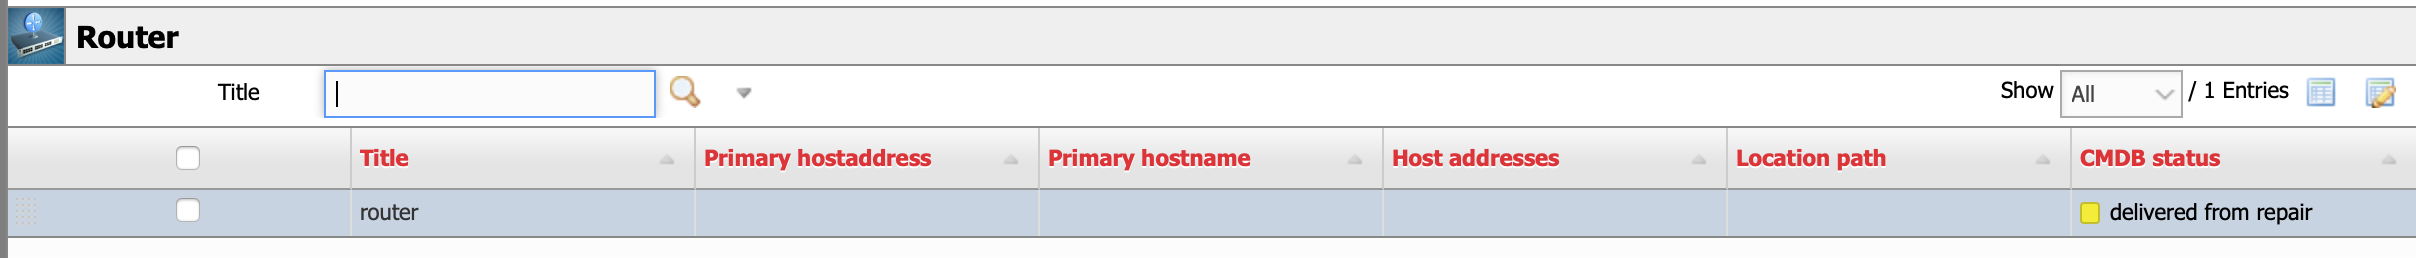 Router
Title
Show All / 1 Entries
Title Primary hostaddress Primary hostname Host addresses Location path CMDB status
router delivered from repair